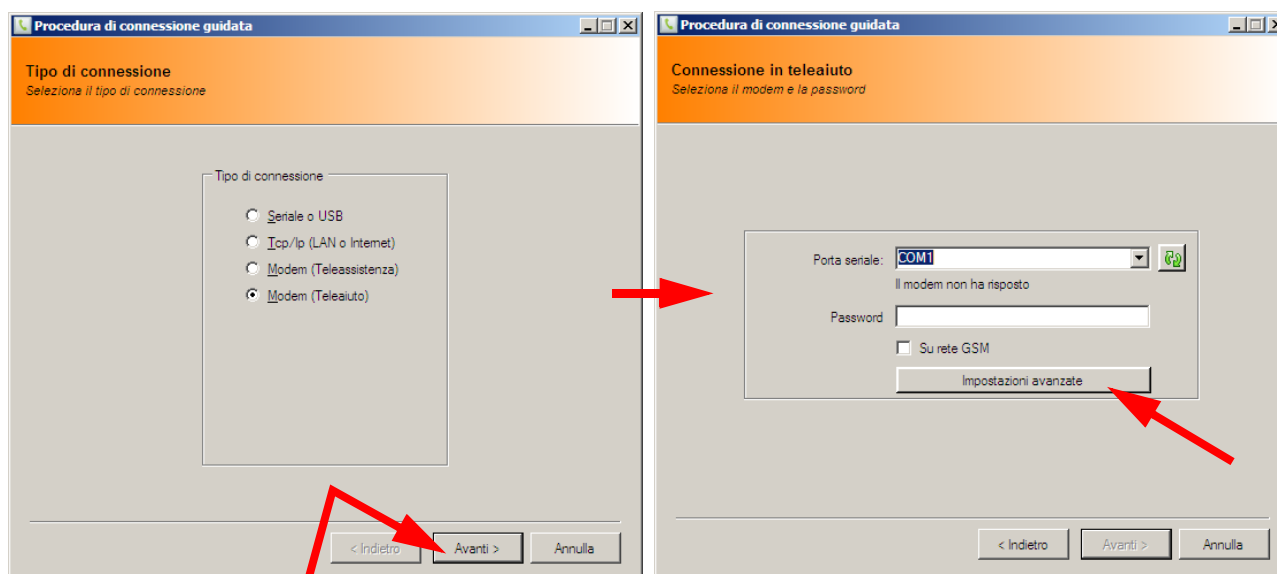 Procedura di connessione guidata
Tipo di connessione
Seleziona il tipo di connessione
Tipo di connessione
Seriale o USB
Tcp/Ip (LAN o Internet)
Modem (Teleassistenza)
Modem (Teleaiuto)
< Indietro
Avanti >
Annulla
Procedura di connessione guidata
Connessione in teleaiuto
Seleziona il modem e la password
Porta seriale: COM1
Il modem non ha risposto
Password
Su rete GSM
Impostazioni avanzate
< Indietro
Avanti >
Annulla